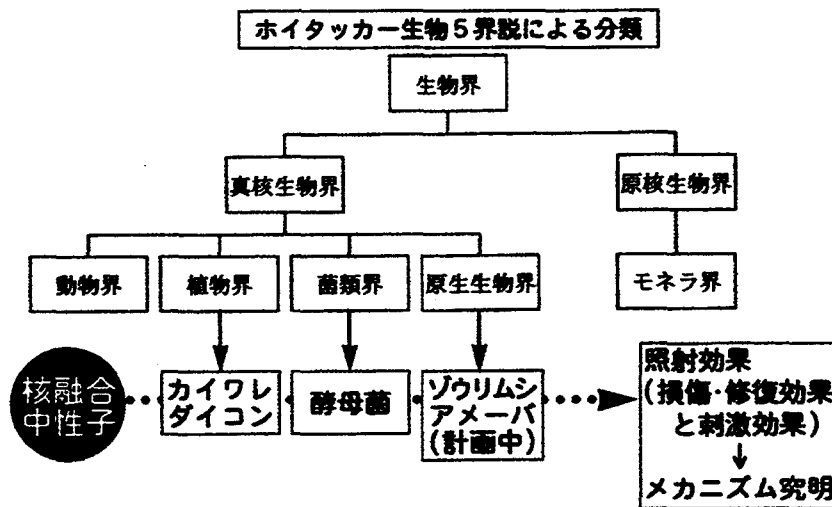 ホイタッカー生物5界説による分類
生物界
真核生物界
原核生物界
動物界
植物界
菌類界
原生生物界
モネラ界
核融合
中性子
カイワレ
ダイコン
酵母菌
ゾウリムシ
アメーバ
(計画中)
照射効果
(損傷・修復効果
と刺激効果)
↓
メカニズム究明